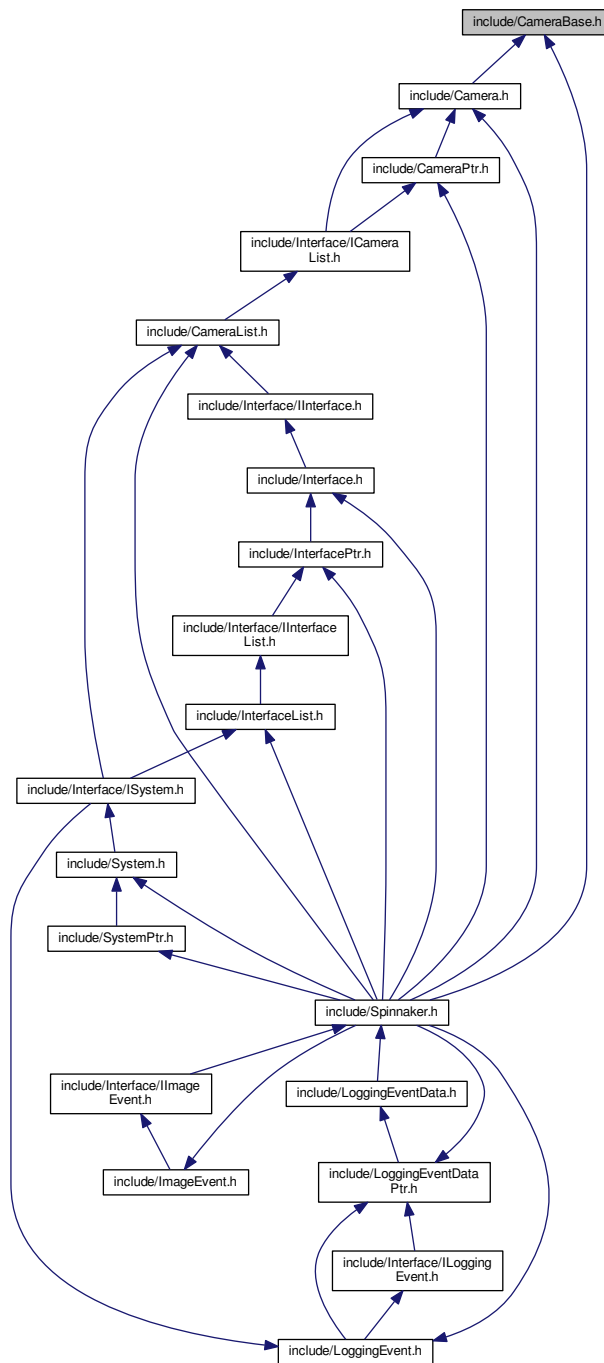 include/CameraBase.h
include/Camera.h
include/CameraPtr.h
include/Interface/ICamera
List.h
include/CameraList.h
include/Interface/IInterface.h
include/Interface.h
include/InterfacePtr.h
include/Interface/IInterface
List.h
include/InterfaceList.h
include/Interface/ISystem.h
include/System.h
include/SystemPtr.h
include/Spinnaker.h
include/Interface/IImage
Event.h
include/LoggingEventData.h
include/ImageEvent.h
include/LoggingEventData
Ptr.h
include/Interface/ILogging
Event.h
include/LoggingEvent.h